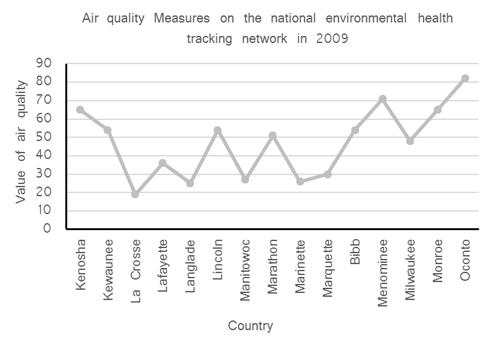 Air quality Measures on the national environmental health
tracking network in 2009
Value of air quality
90
80
70
60
50
40
30
20
10
0
Kenosha
Kewaunee
La Crosse
Lafayette
Langlade
Lincoln
Manitowoc
Marathon
Marinette
Marquette
Bibb
Menominee
Milwaukee
Monroe
Oconto
Country